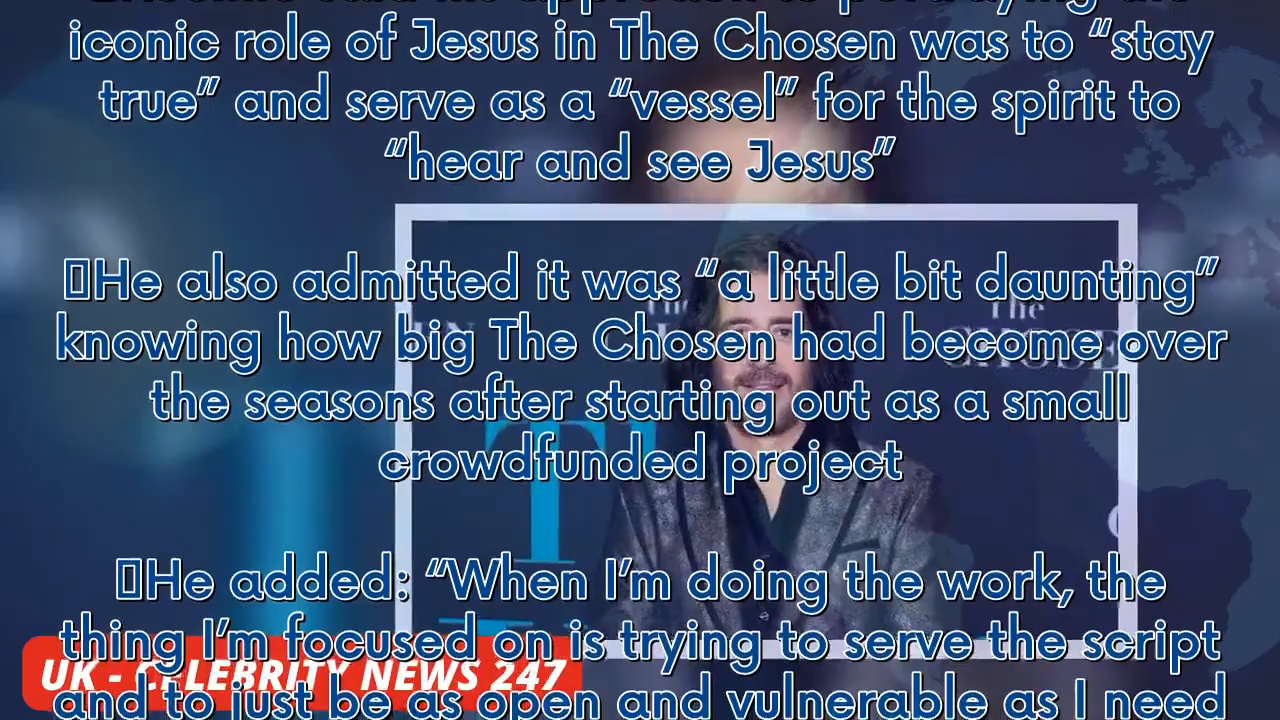 iconic role of Jesus in The Chosen was to “stay
true” and serve as a “vessel” for the spirit to
“hear and see Jesus”
He also admitted it was “a little bit daunting”
knowing how big The Chosen had become over
the seasons after starting out as a small
crowdfunded project
He added: “When I’m doing the work, the
thing I’m focused on is trying to serve the script
UK - CELEBRITY NEWS 247
and to just be as open and vulnerable as I need
The
CHOSE